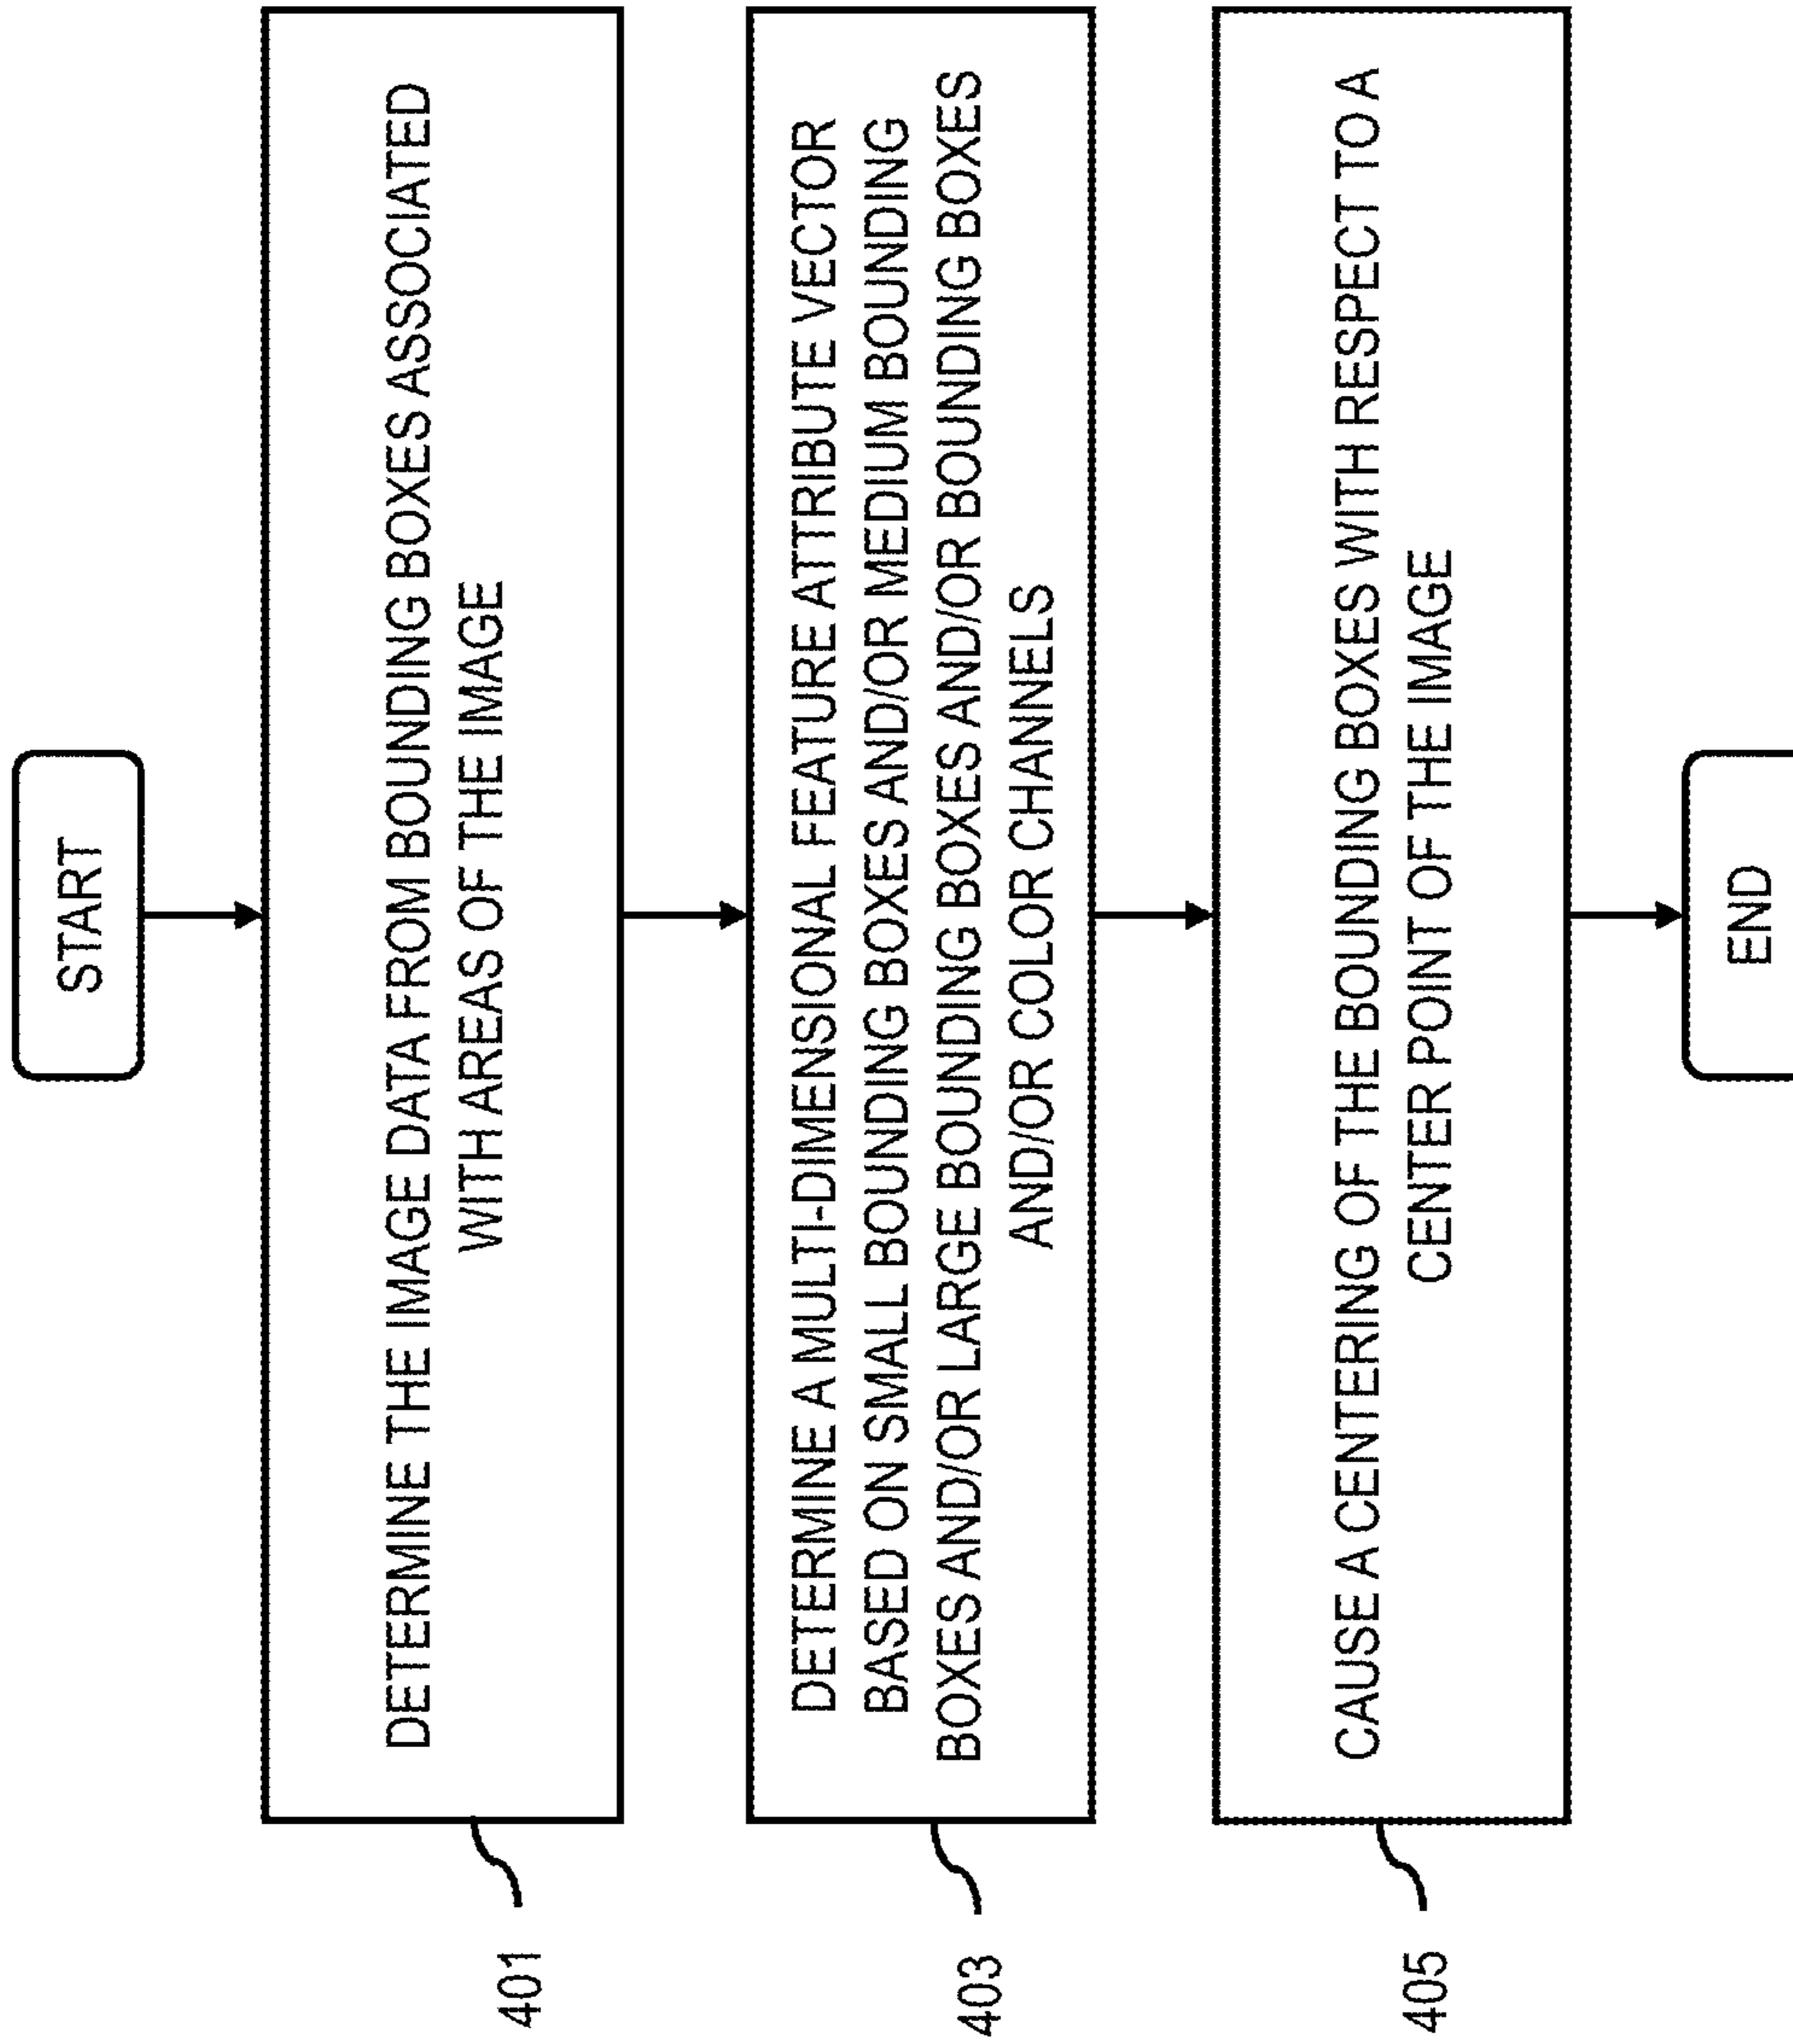 START
DETERMINE THE IMAGE DATA FROM BOUNDING BOXES ASSOCIATED
WITH AREAS OF THE IMAGE
401
DETERMINE A MULTI-DIMENSIONAL FEATURE ATTRIBUTE VECTOR
BASED ON SMALL BOUNDING BOXES AND/OR MEDIUM BOUNDING
BOXES AND/OR LARGE BOUNDING BOXES AND/OR BOUNDING BOXES
AND/OR COLOR CHANNELS
403
CAUSE A CENTERING OF THE BOUNDING BOXES WITH RESPECT TO A
CENTER POINT OF THE IMAGE
405
END